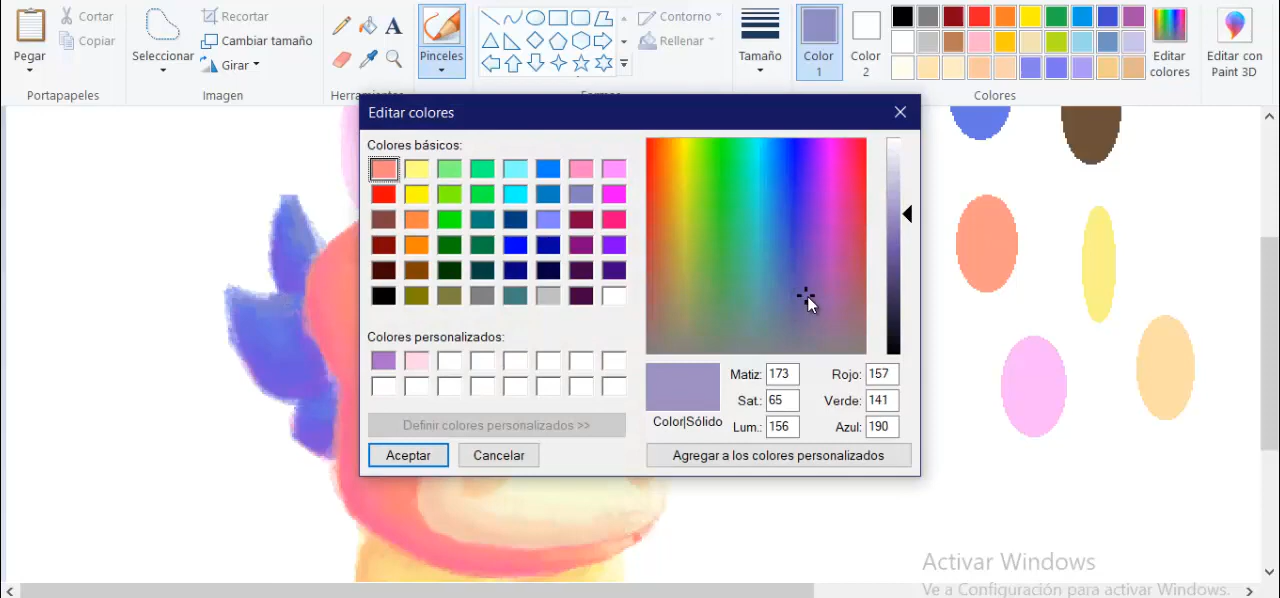 Pegar
Cortar
Copiar
Portapapeles
Seleccionar
Recortar
Cambiar tamaño
Girar
Imagen
A
Pinceles
Contorno
Rellenar
Tamaño
Color
1
Color
2
Editar
colores
Colores
Editar con
Paint 3D
Editar colores
Colores básicos:
Colores personalizados:
Definir colores personalizados >>
Aceptar
Cancelar
Color|Sólido
Matiz: 173
Sat.: 65
Lum.: 156
Rojo: 157
Verde: 141
Azul: 190
Agregar a los colores personalizados
Activar Windows
Ve a Configuración para activar Windows.